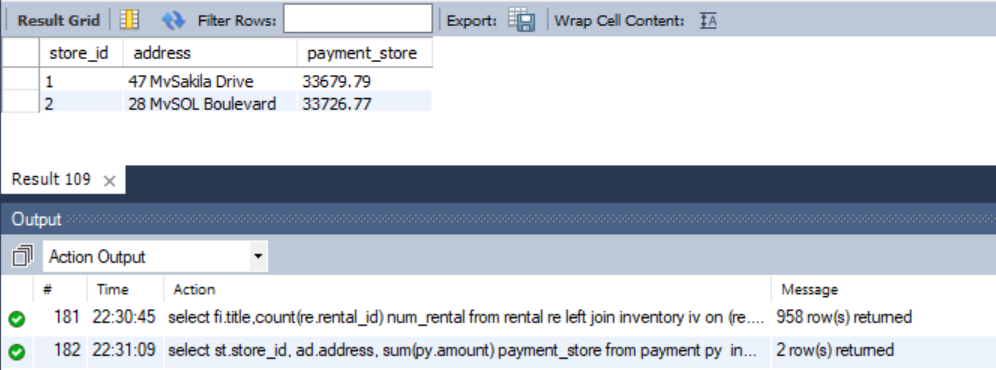 Result Grid Filter Rows: Export: Wrap Cell Content: IA
store_id address payment_store
1 47 MySakila Drive 33679.79
2 28 MySQL Boulevard 33726.77
Result 109 ×
Output
Action Output
# Time Action Message
181 22:30:45 select fi.title,count(re.rental_id) num_rental from rental re left join inventory iv on (re.... 958 row(s) returned
182 22:31:09 select st.store_id, ad.address, sum(py.amount) payment_store from payment py in... 2 row(s) returned